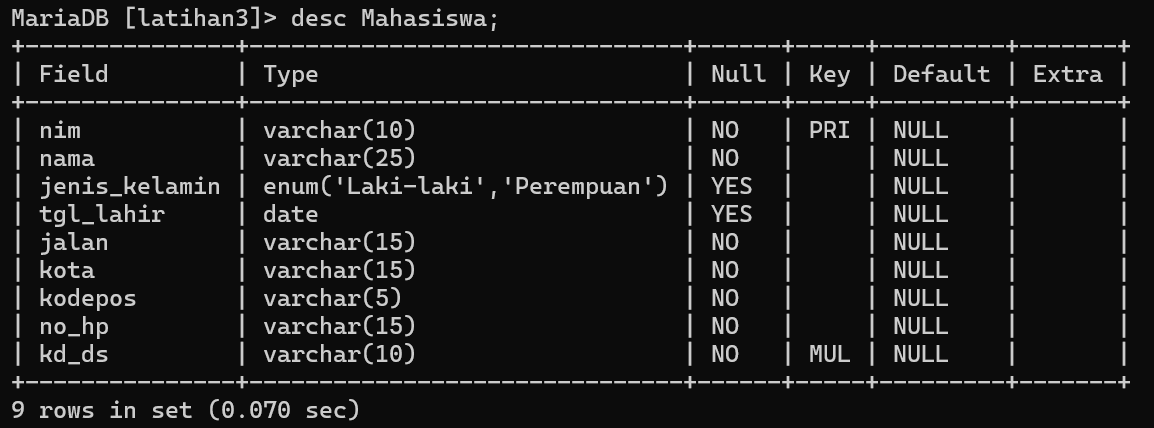 MariaDB [latihan3]> desc Mahasiswa;
+---------------+-------------------------------+------+-----+---------+-------+
| Field         | Type                          | Null | Key | Default | Extra |
+---------------+-------------------------------+------+-----+---------+-------+
| nim           | varchar(10)                   | NO   | PRI | NULL    |       |
| nama          | varchar(25)                   | NO   |     | NULL    |       |
| jenis_kelamin | enum('Laki-laki','Perempuan') | YES  |     | NULL    |       |
| tgl_lahir     | date                          | YES  |     | NULL    |       |
| jalan         | varchar(15)                   | NO   |     | NULL    |       |
| kota          | varchar(15)                   | NO   |     | NULL    |       |
| kodepos       | varchar(5)                    | NO   |     | NULL    |       |
| no_hp         | varchar(15)                   | NO   |     | NULL    |       |
| kd_ds         | varchar(10)                   | NO   | MUL | NULL    |       |
+---------------+-------------------------------+------+-----+---------+-------+
9 rows in set (0.070 sec)